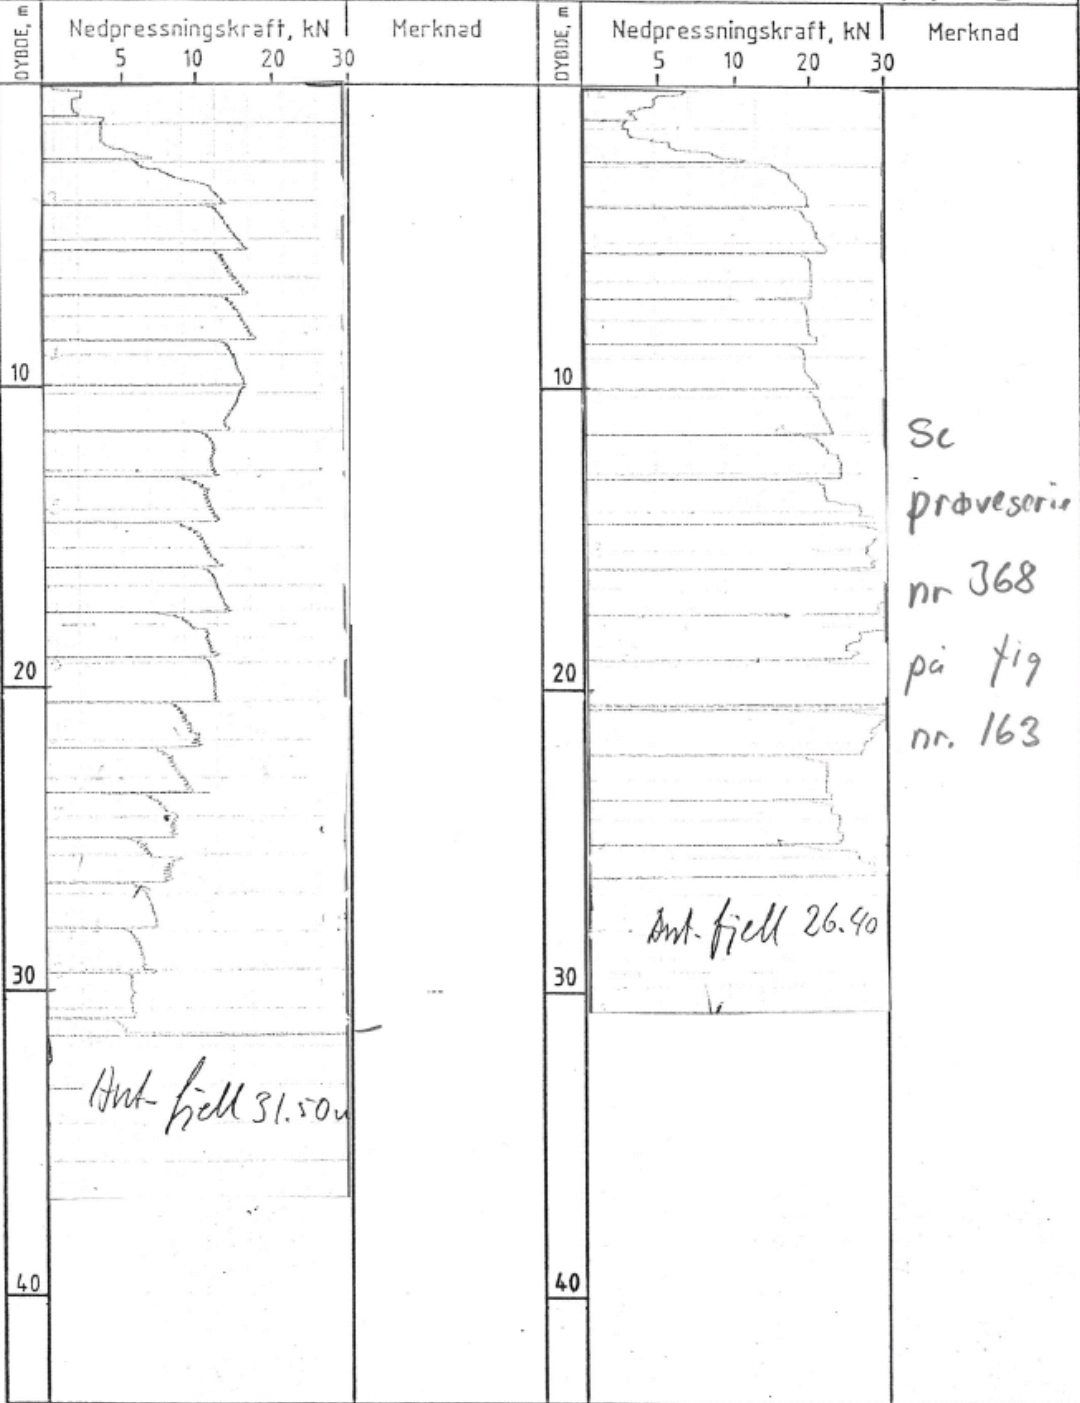 DYBDE, m
Nedpressningskraft, kN
Merknad
5 10 20 30
10
20
30
40
Ant. fjell 31.50m
DYBDE, m
Nedpressningskraft, kN
Merknad
5 10 20 30
10
20
30
40
Ant. fjell 26.40
Se
prøveserie
nr 368
på fig
nr. 163